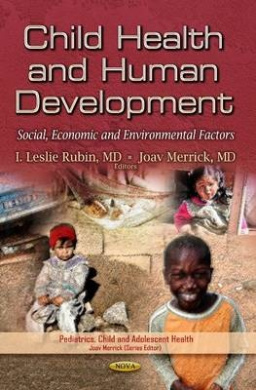 Child Health
and Human
Development
Social, Economic and Environmental Factors
I. Leslie Rubin, MD • Joav Merrick, MD
Editors
Pediatrics, Child and Adolescent Health
Joav Merrick (Series Editor)
NOVA